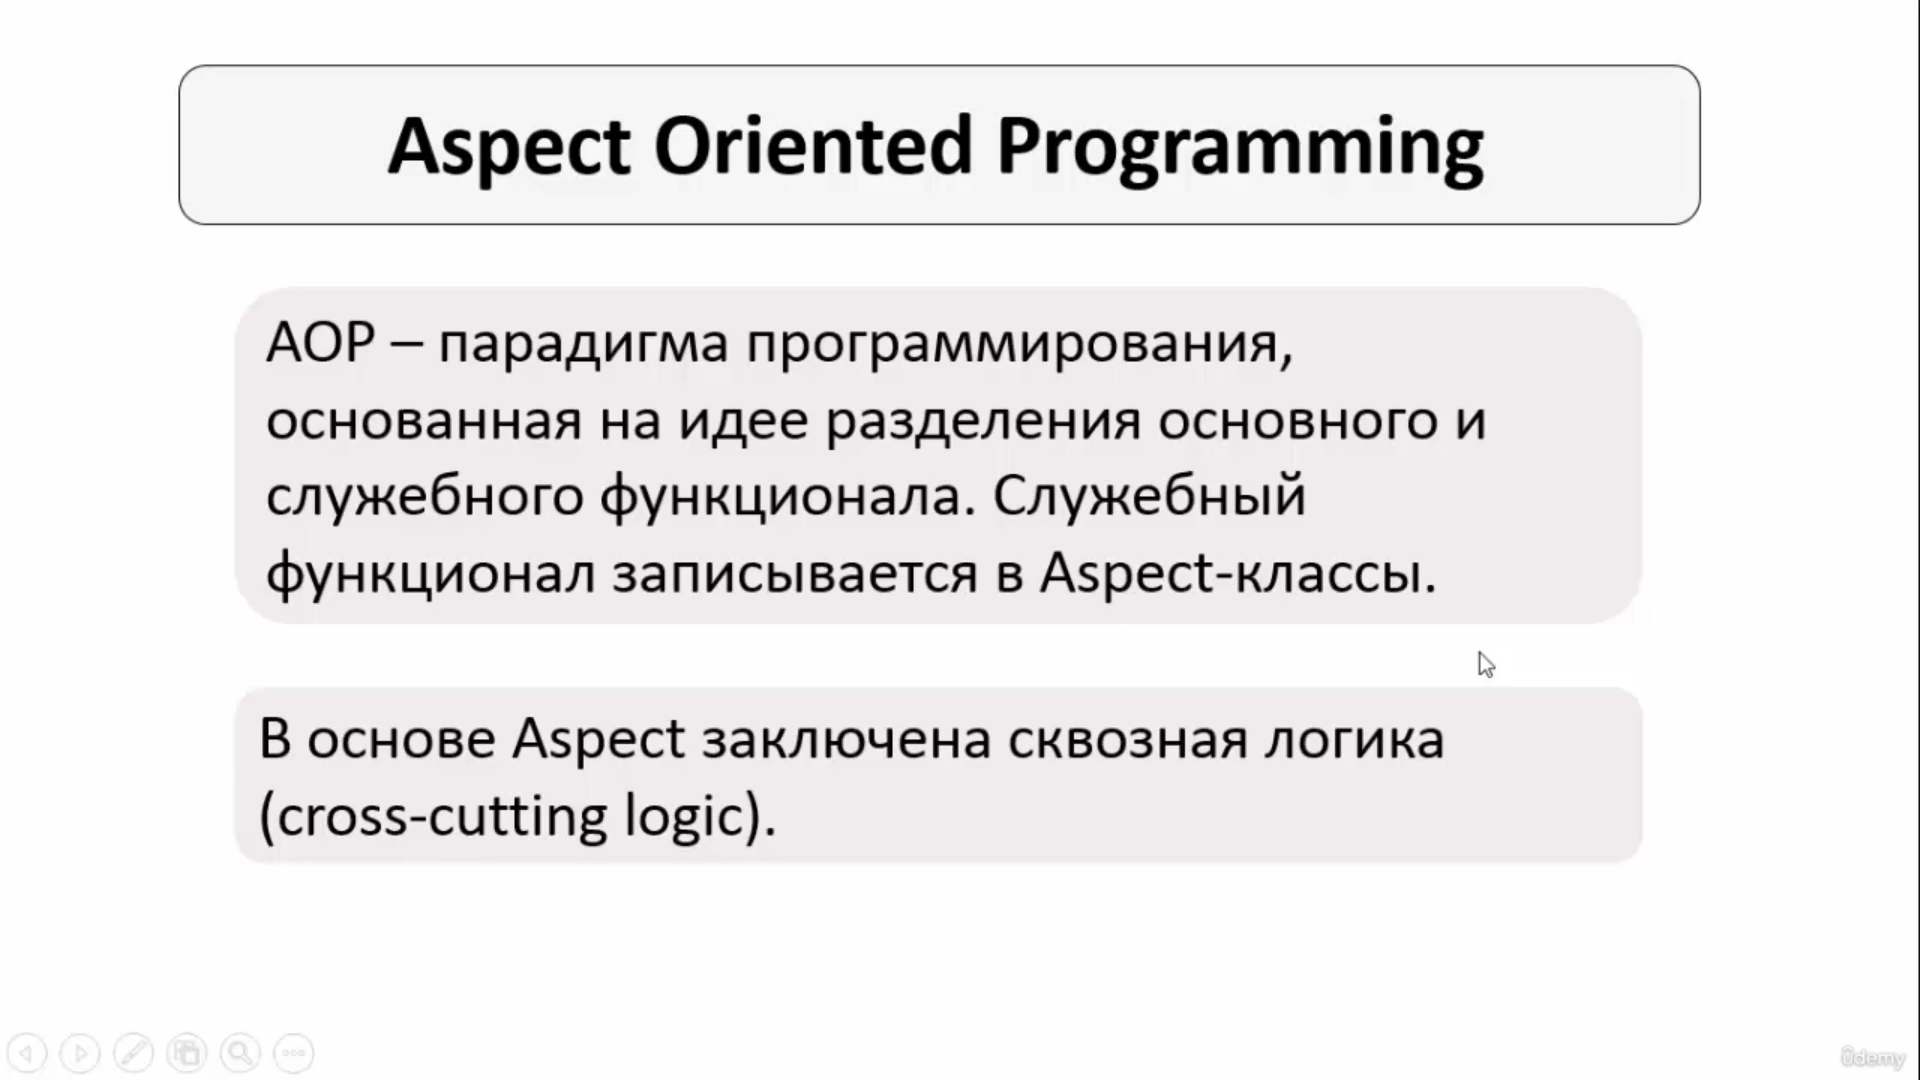 Aspect Oriented Programming
AOP – парадигма программирования,
основанная на идее разделения основного и
служебного функционала. Служебный
функционал записывается в Aspect-классы.
В основе Aspect заключена сквозная логика
(cross-cutting logic).
ûdemy